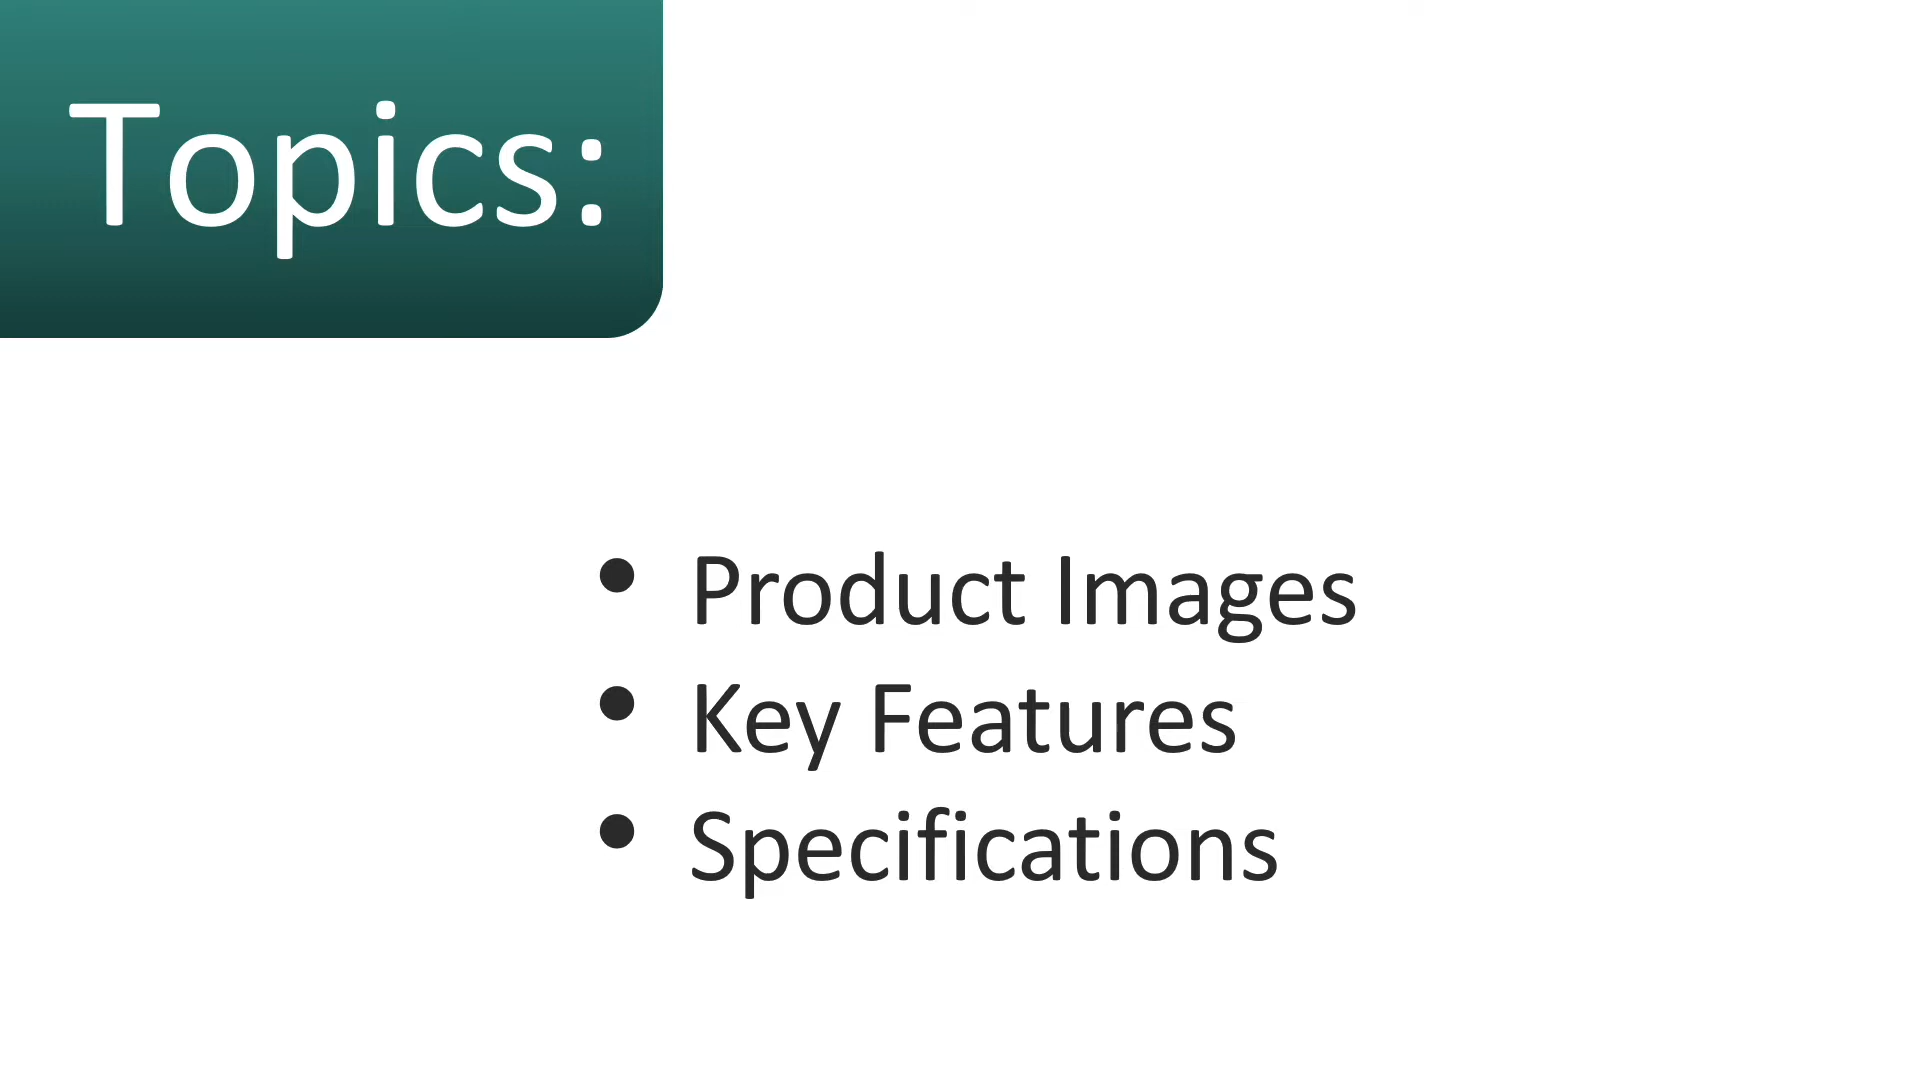 Topics:
• Product Images
• Key Features
• Specifications